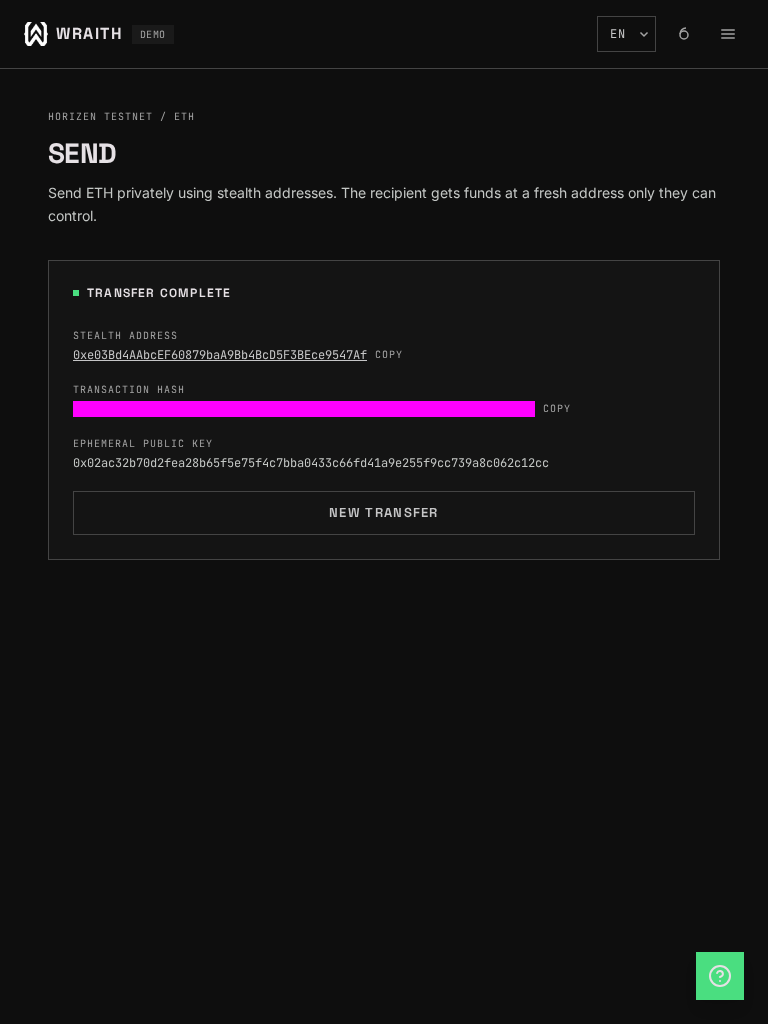 WRAITH DEMO
EN
HORIZEN TESTNET / ETH
SEND
Send ETH privately using stealth addresses. The recipient gets funds at a fresh address only they can
control.
TRANSFER COMPLETE
STEALTH ADDRESS
0xe03Bd4AAbcEF60879baA9Bb4BcD5F3BEce9547Af COPY
TRANSACTION HASH
COPY
EPHEMERAL PUBLIC KEY
0x02ac32b70d2fea28b65f5e75f4c7bba0433c66fd41a9e255f9cc739a8c062c12cc
NEW TRANSFER